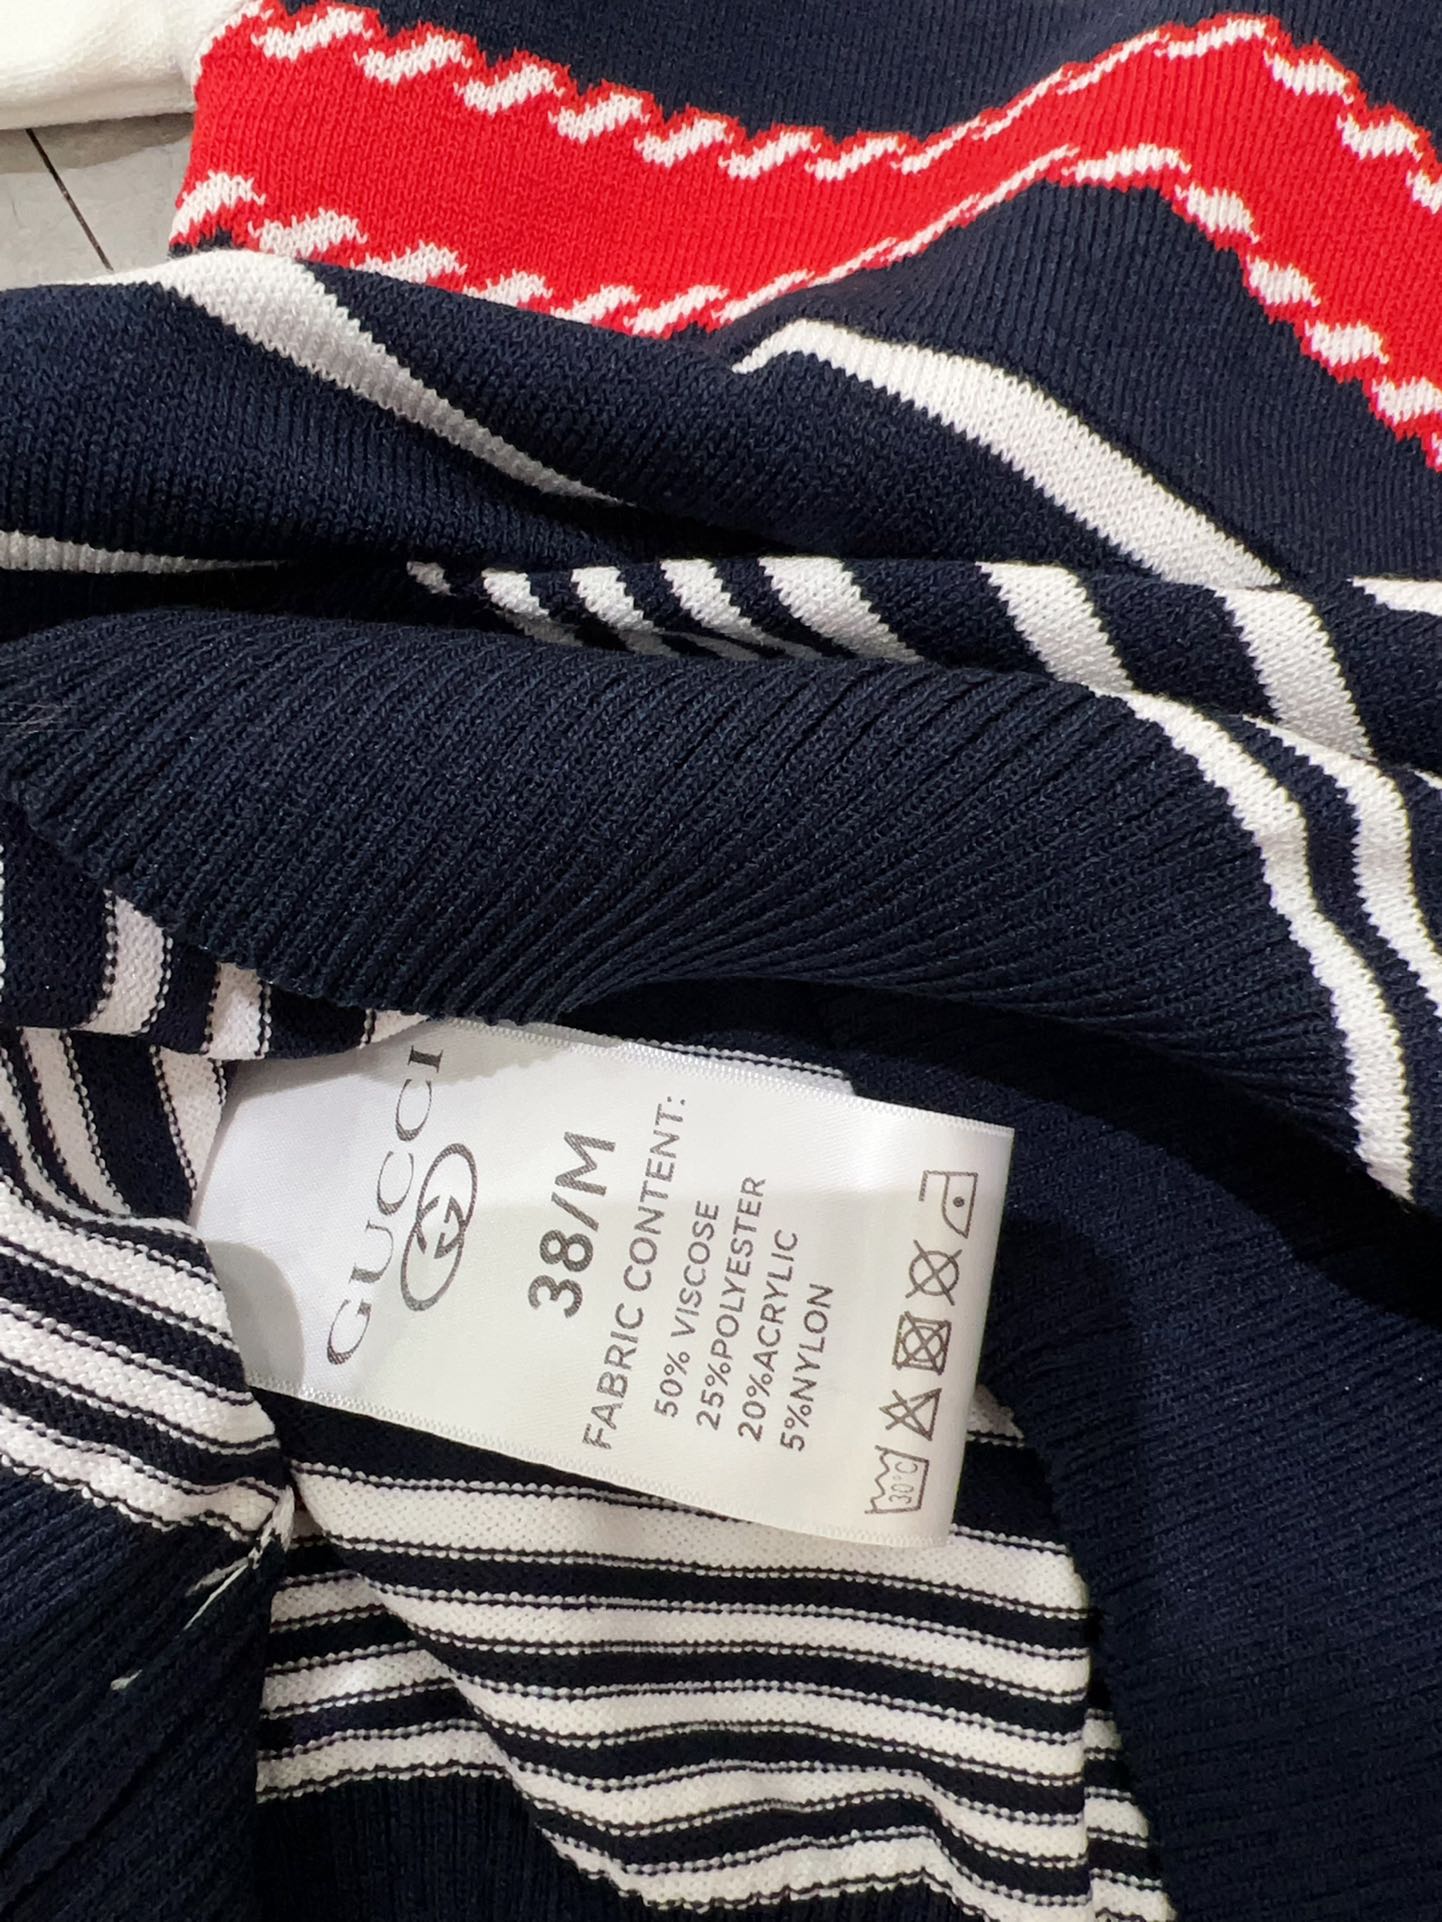 GUCCI
38/M
FABRIC CONTENT:
50% VISCOSE
25%POLYESTER
20%ACRYLIC
5%NYLON
30°C